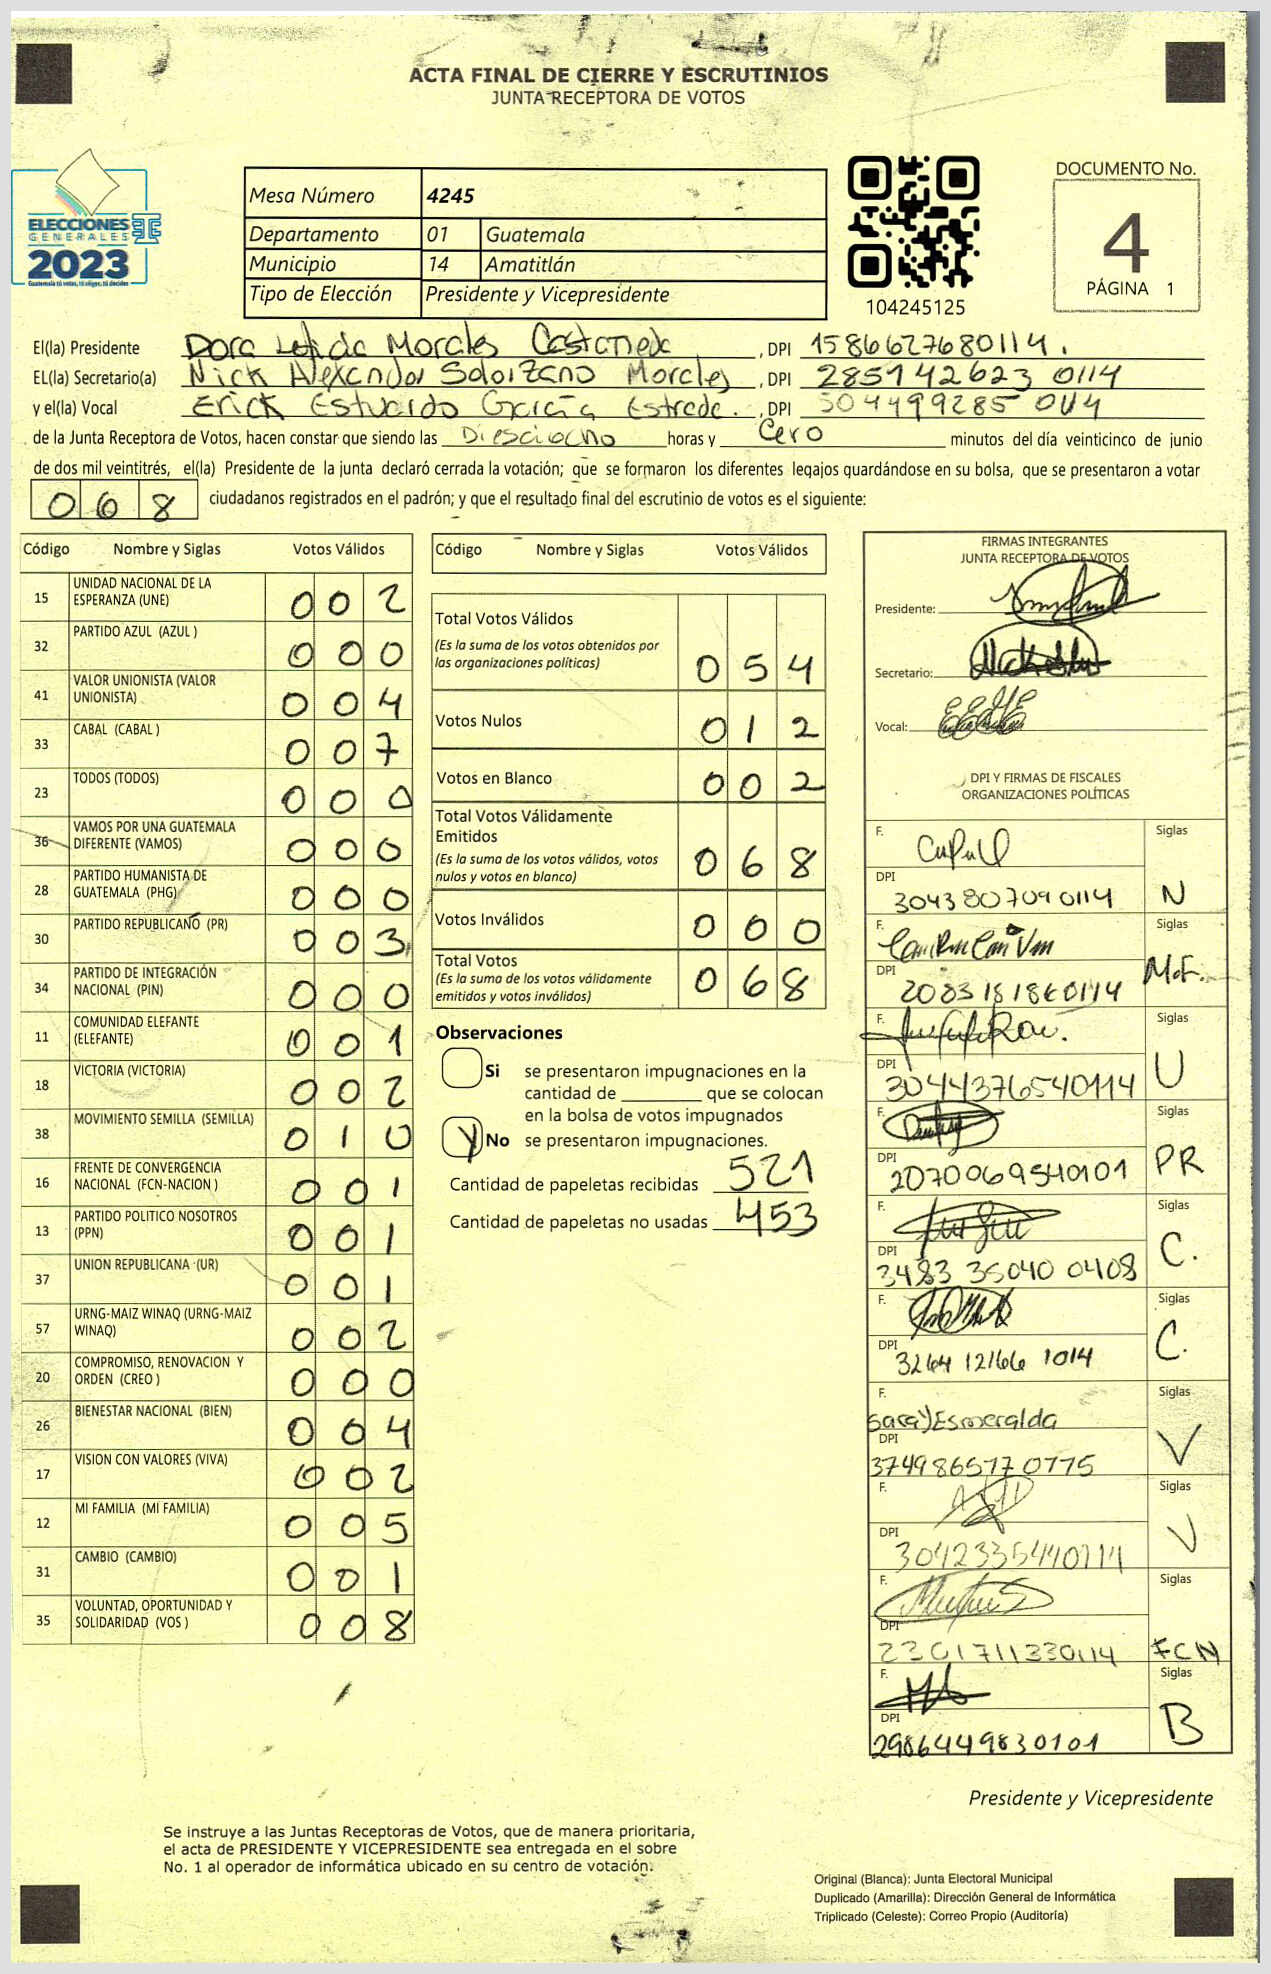 ACTA FINAL DE CIERRE Y ESCRUTINIOS
JUNTA RECEPTORA DE VOTOS
ELECCIONES
GENERALES
2023
Guatemala tú votas, tú eliges, tú decides
Mesa Número 4245
Departamento 01 Guatemala
Municipio 14 Amatitlán
Tipo de Elección Presidente y Vicepresidente
104245125
DOCUMENTO No.
4
PÁGINA 1
El(la) Presidente Dora Leticia Morales Castañeda, DPI 1586627680114.
EL(la) Secretario(a) Nick Alexander Solorzano Morales, DPI 285142623 0114
y el(la) Vocal Erick Estuardo García Estrada., DPI 304499285 0114
de la Junta Receptora de Votos, hacen constar que siendo las Diesciocho horas y Cero minutos del día veinticinco de junio
de dos mil veintitrés, el(la) Presidente de la junta declaró cerrada la votación; que se formaron los diferentes legajos guardándose en su bolsa, que se presentaron a votar
068 ciudadanos registrados en el padrón; y que el resultado final del escrutinio de votos es el siguiente:
Código Nombre y Siglas Votos Válidos
15 UNIDAD NACIONAL DE LA ESPERANZA (UNE) 002
32 PARTIDO AZUL (AZUL ) 000
41 VALOR UNIONISTA (VALOR UNIONISTA) 004
33 CABAL (CABAL ) 007
23 TODOS (TODOS) 000
36 VAMOS POR UNA GUATEMALA DIFERENTE (VAMOS) 000
28 PARTIDO HUMANISTA DE GUATEMALA (PHG) 000
30 PARTIDO REPUBLICANO (PR) 003
34 PARTIDO DE INTEGRACIÓN NACIONAL (PIN) 000
11 COMUNIDAD ELEFANTE (ELEFANTE) 001
18 VICTORIA (VICTORIA) 002
38 MOVIMIENTO SEMILLA (SEMILLA) 010
16 FRENTE DE CONVERGENCIA NACIONAL (FCN-NACION ) 001
13 PARTIDO POLITICO NOSOTROS (PPN) 001
37 UNION REPUBLICANA (UR) 001
57 URNG-MAIZ WINAQ (URNG-MAIZ WINAQ) 002
20 COMPROMISO, RENOVACION Y ORDEN (CREO ) 000
26 BIENESTAR NACIONAL (BIEN) 004
17 VISION CON VALORES (VIVA) 002
12 MI FAMILIA (MI FAMILIA) 005
31 CAMBIO (CAMBIO) 001
35 VOLUNTAD, OPORTUNIDAD Y SOLIDARIDAD (VOS ) 008
Código Nombre y Siglas Votos Válidos
Total Votos Válidos
(Es la suma de los votos obtenidos por
las organizaciones políticas) 054
Votos Nulos 012
Votos en Blanco 002
Total Votos Válidamente
Emitidos
(Es la suma de los votos válidos, votos
nulos y votos en blanco) 068
Votos Inválidos 000
Total Votos
(Es la suma de los votos válidamente
emitidos y votos inválidos) 068
Observaciones
Si se presentaron impugnaciones en la
cantidad de ________ que se colocan
en la bolsa de votos impugnados
No se presentaron impugnaciones.
Cantidad de papeletas recibidas 521
Cantidad de papeletas no usadas 453
FIRMAS INTEGRANTES
JUNTA RECEPTORA DE VOTOS
Presidente:
Secretario:
Vocal:
DPI Y FIRMAS DE FISCALES
ORGANIZACIONES POLÍTICAS
F. Siglas
DPI 3043807090114 N
F. Siglas
DPI M.F.
F. Siglas
DPI 3044376540114 U
F. Siglas
DPI 2070069540101 PR
F. Siglas
DPI 3483 35040 0408 C.
F. Siglas
DPI 3264 12166 1014 C.
F. Saraí Esmeralda Siglas
DPI V
F. Siglas
DPI 3042335440114 V
F. Siglas
DPI 2301711330114 FCN
F. Siglas
DPI 2986449830101 B
Presidente y Vicepresidente
Se instruye a las Juntas Receptoras de Votos, que de manera prioritaria,
el acta de PRESIDENTE Y VICEPRESIDENTE sea entregada en el sobre
No. 1 al operador de informática ubicado en su centro de votación.
Original (Blanca): Junta Electoral Municipal
Duplicado (Amarilla): Dirección General de Informática
Triplicado (Celeste): Correo Propio (Auditoría)